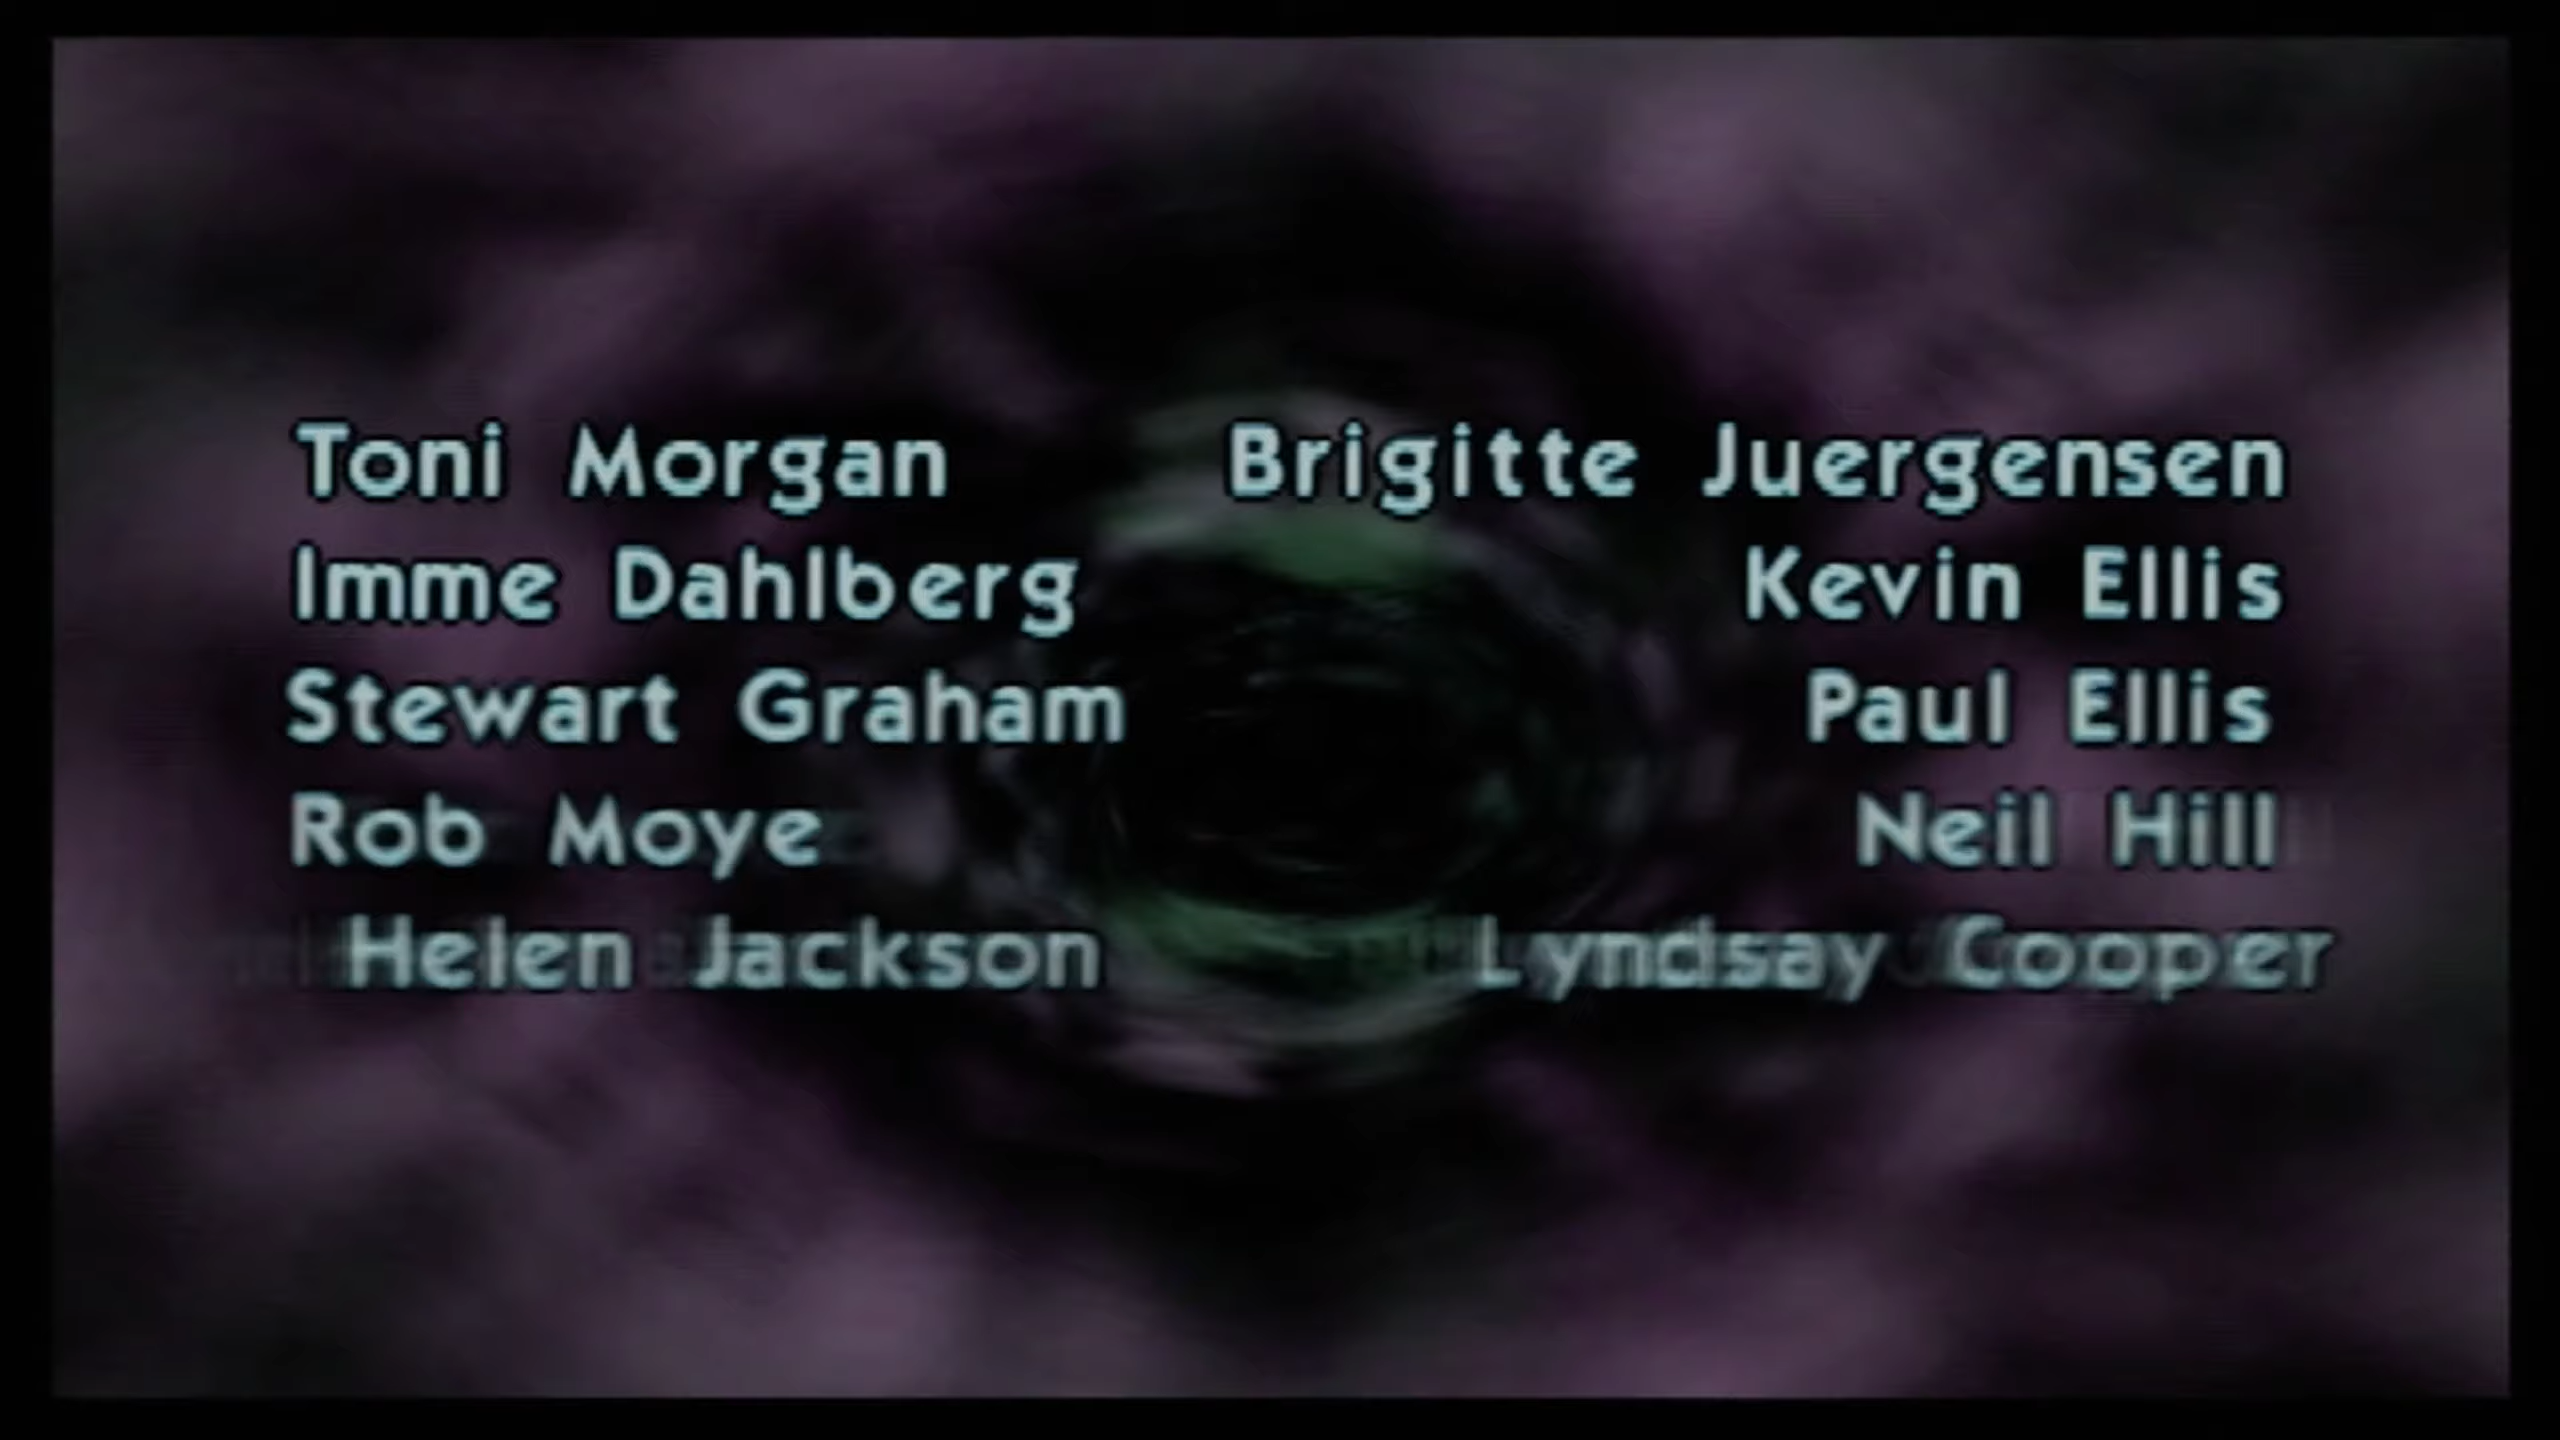 Toni Morgan Brigitte Juergensen
Imme Dahlberg Kevin Ellis
Stewart Graham Paul Ellis
Rob Moye Neil Hill
Helen Jackson Lyndsay Cooper